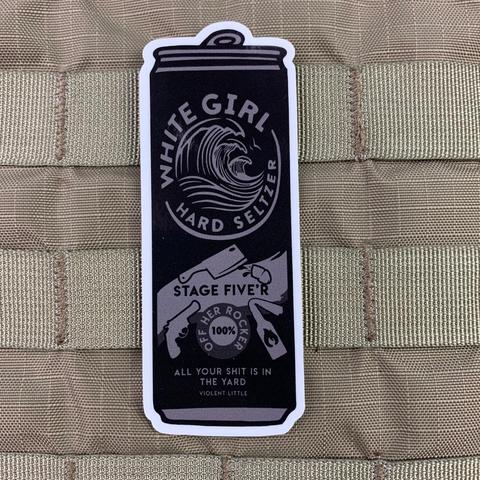 WHITE GIRL
HARD SELTZER
STAGE FIVE'R
OFF HER ROCKER
100%
ALL YOUR SHIT IS IN
THE YARD
VIOLENT LITTLE